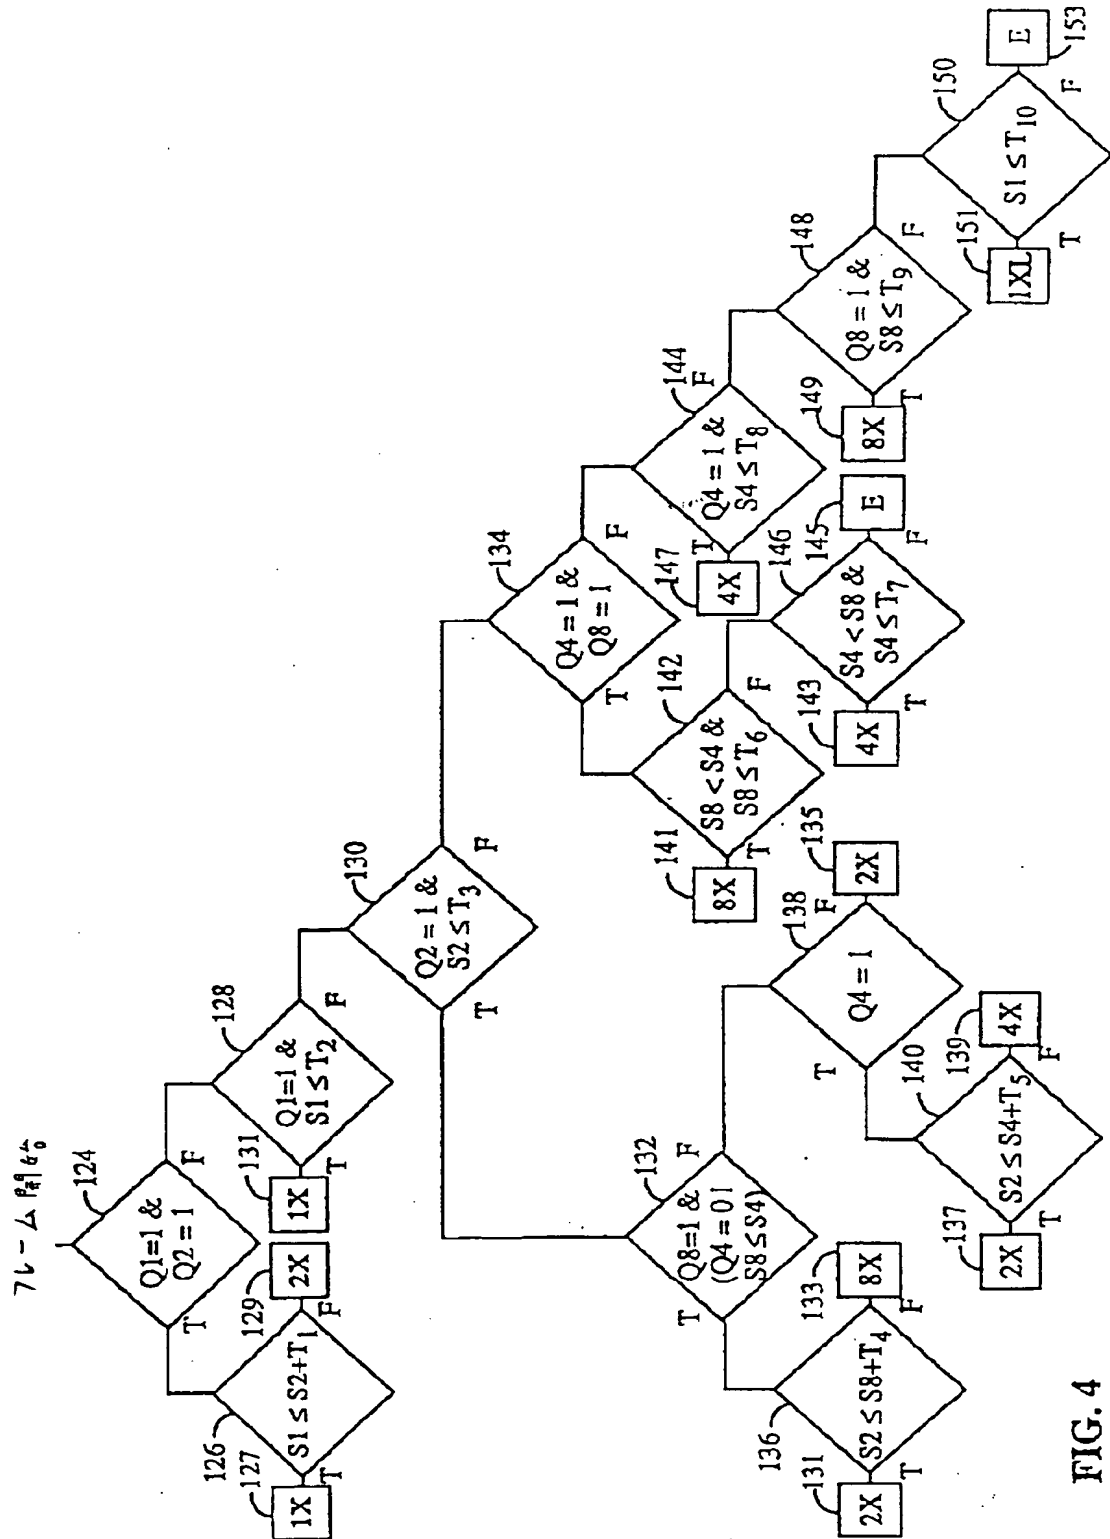 フレーム開始
124
Q1=1 &
Q2 = 1
T
F
126
S1 ≤ S2+T1
T
F
127
1X
129
2X
128
Q1=1 &
S1 ≤ T2
T
F
131
1X
130
Q2 = 1 &
S2 ≤ T3
T
F
132
Q8=1 &
(Q4 = 0 |
S8 ≤ S4)
T
F
136
S2 ≤ S8+T4
T
F
131
2X
133
8X
138
Q4 = 1
T
F
135
2X
140
S2 ≤ S4+T5
T
F
137
2X
139
4X
134
Q4 = 1 &
Q8 = 1
T
F
142
S8 < S4 &
S8 ≤ T6
T
F
141
8X
146
S4 < S8 &
S4 ≤ T7
T
F
143
4X
145
E
144
Q4 = 1 &
S4 ≤ T8
T
F
147
4X
148
Q8 = 1 &
S8 ≤ T9
T
F
149
8X
150
S1 ≤ T10
T
F
151
1XL
153
E
FIG. 4